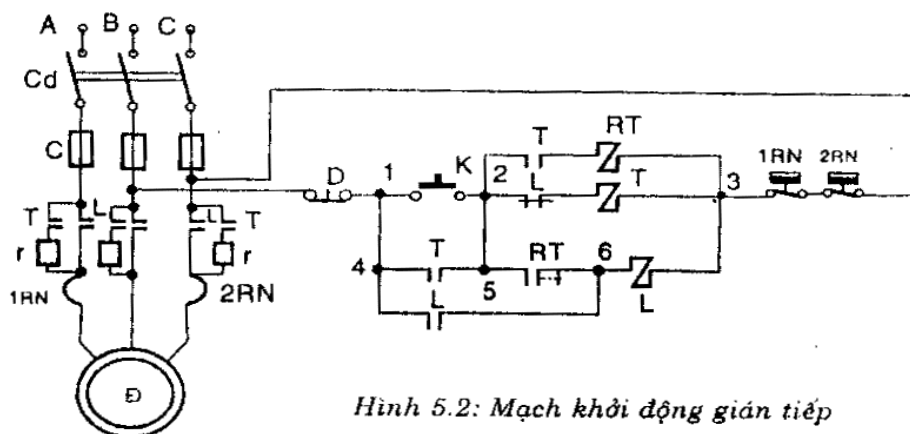 A B C
Cd
C
T L L T
r r
1RN 2RN
Đ
D 1 K 2 T RT
L T 3 1RN 2RN
4 T 5 RT 6
L L
Hình 5.2: Mạch khởi động gián tiếp